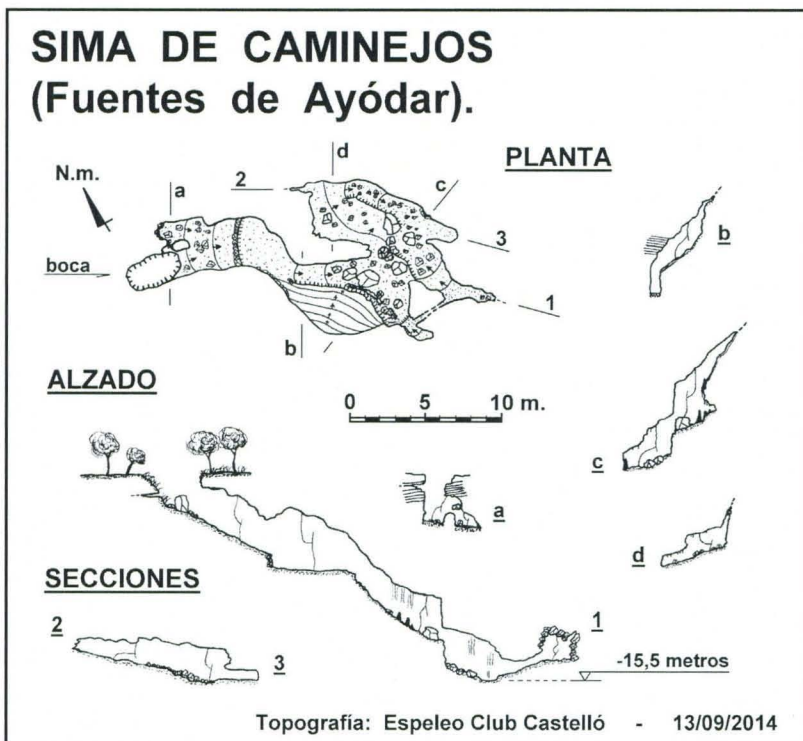 SIMA DE CAMINEJOS
(Fuentes de Ayódar).
PLANTA
N.m.
a
2
d
c
b
3
boca
1
b
ALZADO
0 5 10 m.
c
a
d
SECCIONES
2
3
1
-15,5 metros
Topografía: Espeleo Club Castelló - 13/09/2014